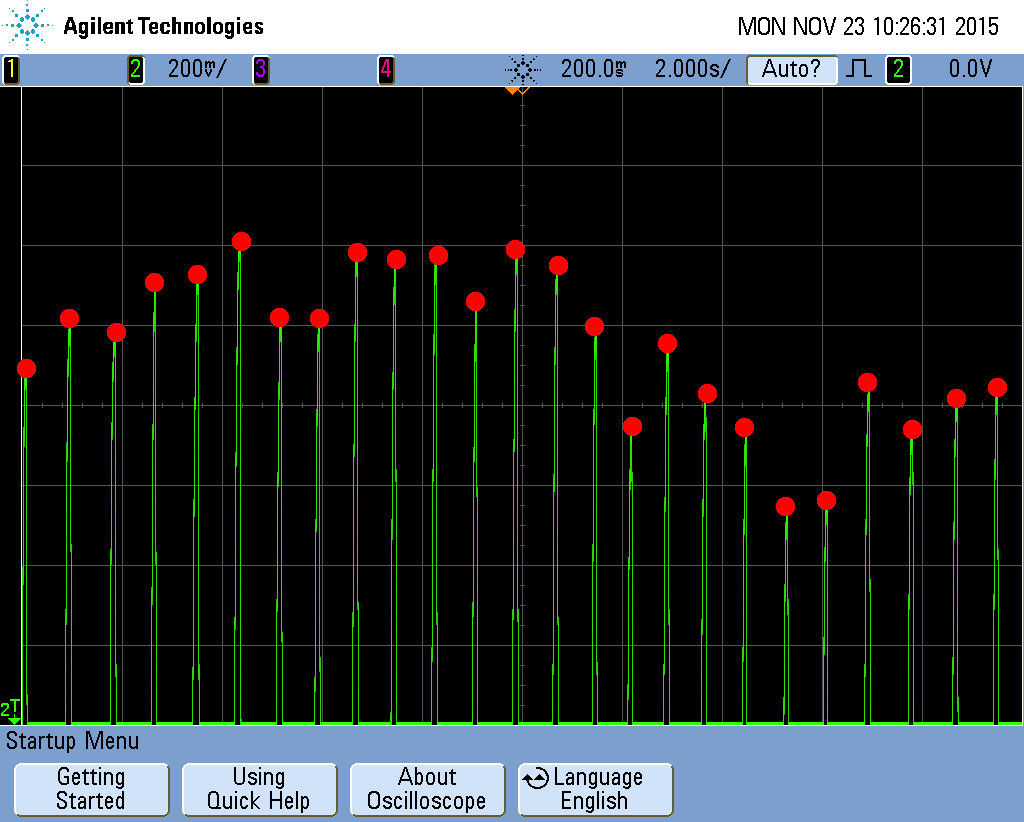 Agilent Technologies MON NOV 23 10:26:31 2015
1 2 200mV/ 3 4 200.0ms 2.000s/ Auto? 2 0.0V
2T
Startup Menu
Getting Started Using Quick Help About Oscilloscope Language English